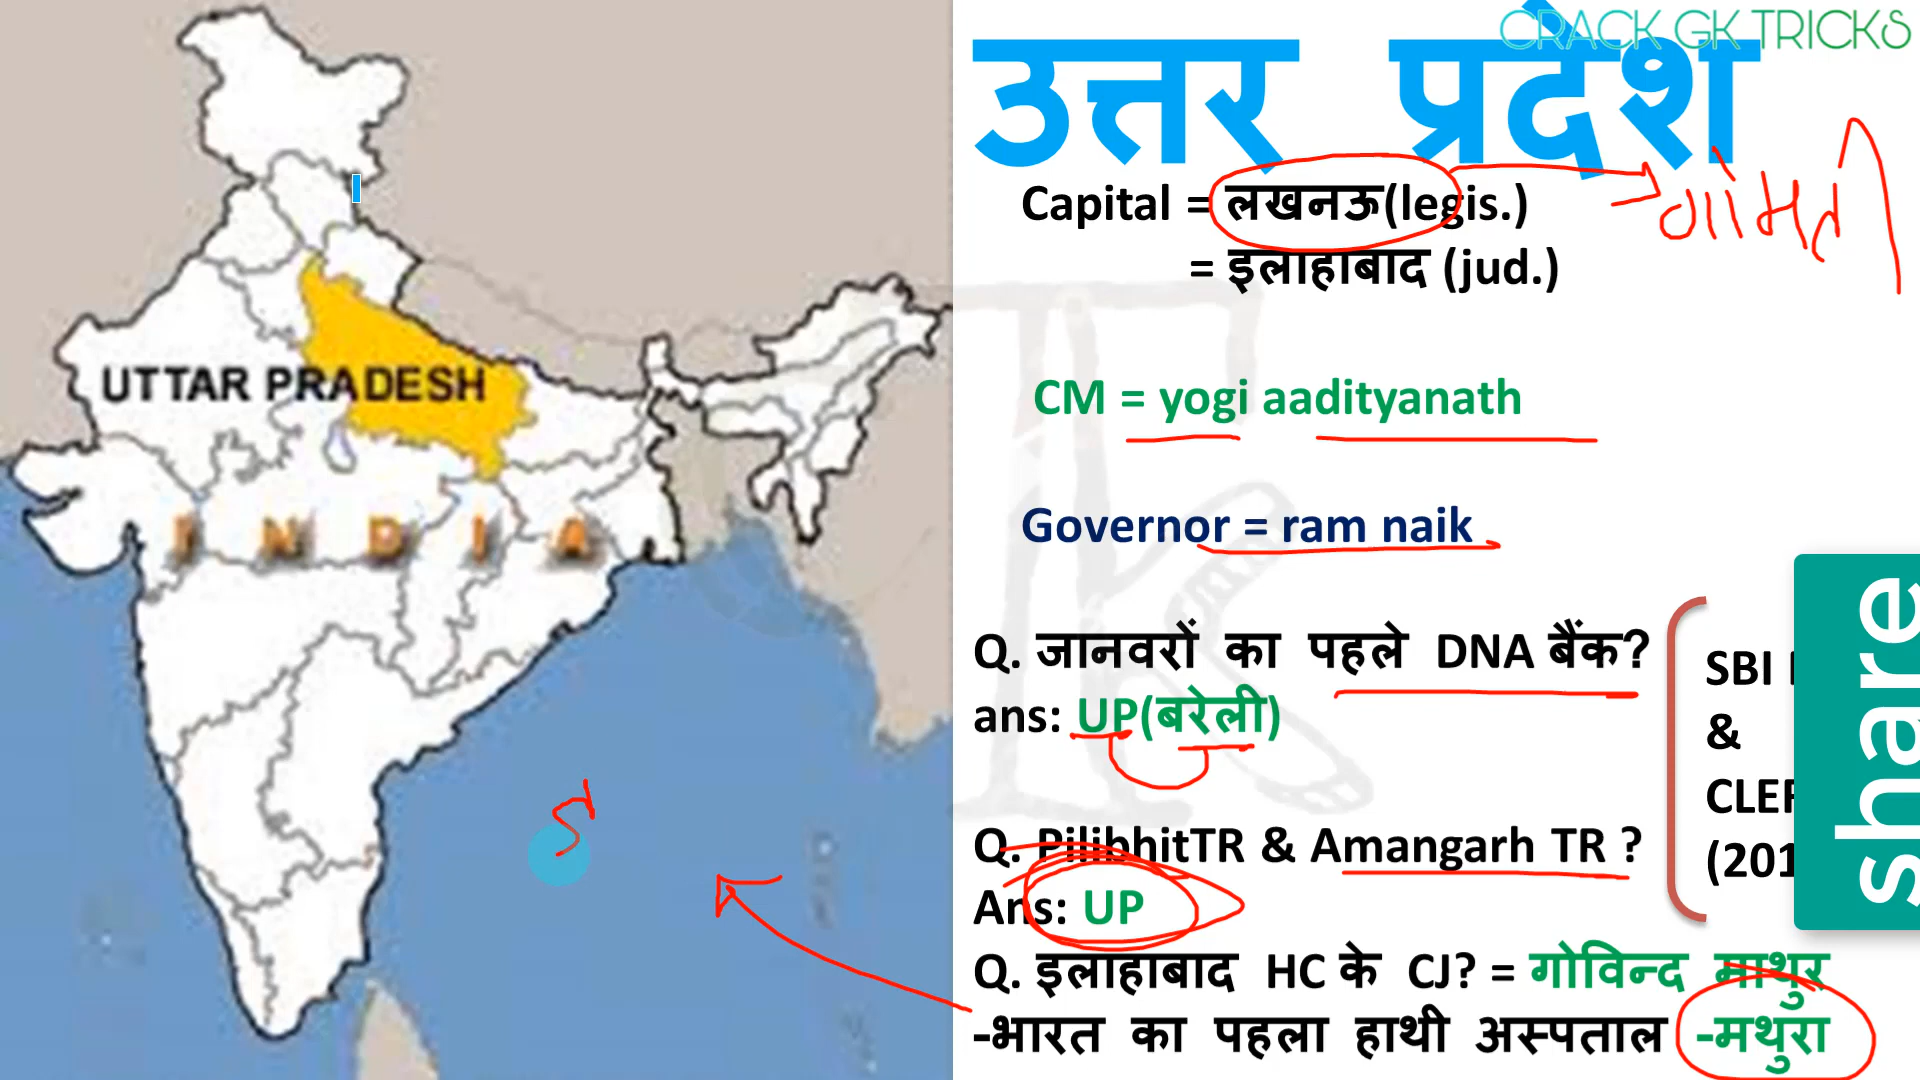 CRACK GK TRICKS
उत्तर प्रदेश
Capital = लखनऊ(legis.)
गोमती
= इलाहाबाद (jud.)
CM = yogi aadityanath
Governor = ram naik
Q. जानवरों का पहले DNA बैंक?
ans: UP(बरेली)
Q. PilibhitTR & Amangarh TR ?
Ans: UP
Q. इलाहाबाद HC के CJ? = गोविन्द माथुर
-भारत का पहला हाथी अस्पताल -मथुरा
SBI
&
(201
share
UTTAR PRADESH
INDIA